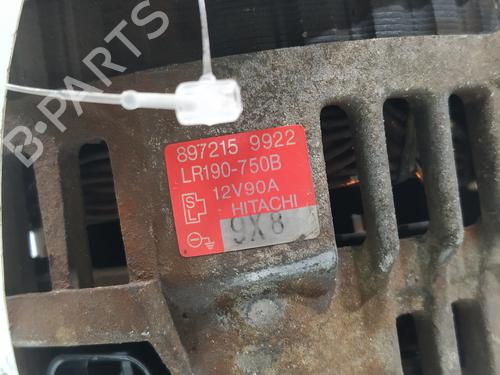 B-PARTS
897215 9922
LR190-750B
12V90A
HITACHI
9X8